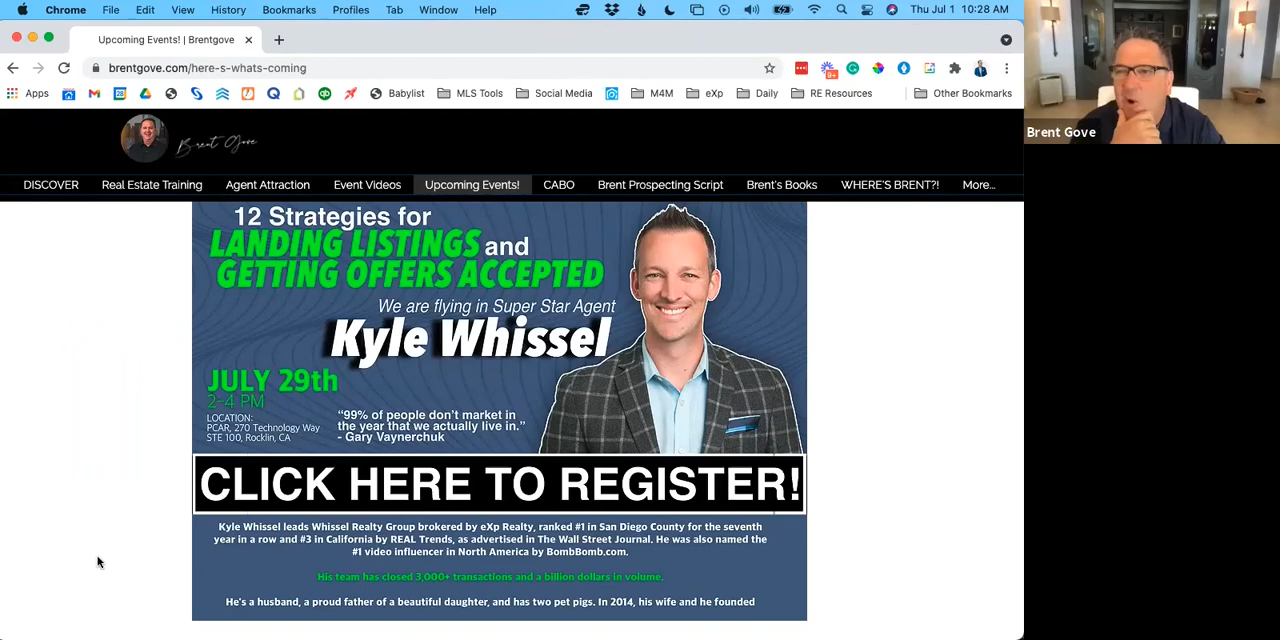 Chrome File Edit View History Bookmarks Profiles Tab Window Help Thu Jul 1 10:28 AM
Upcoming Events! | Brentgove
brentgove.com/here-s-whats-coming
9+
Apps Babylist MLS Tools Social Media M4M eXp Daily RE Resources Other Bookmarks
Brent Gove
Brent Gove
DISCOVER Real Estate Training Agent Attraction Event Videos Upcoming Events! CABO Brent Prospecting Script Brent's Books WHERE'S BRENT?! More...
12 Strategies for
LANDING LISTINGS and
GETTING OFFERS ACCEPTED
We are flying in Super Star Agent
Kyle Whissel
JULY 29th
2-4 PM
LOCATION:
PCAR, 270 Technology Way
STE 100, Rocklin, CA
“99% of people don’t market in
the year that we actually live in.”
- Gary Vaynerchuk
CLICK HERE TO REGISTER!
Kyle Whissel leads Whissel Realty Group brokered by eXp Realty, ranked #1 in San Diego County for the seventh
year in a row and #3 in California by REAL Trends, as advertised in The Wall Street Journal. He was also named the
#1 video influencer in North America by BombBomb.com.
His team has closed 3,000+ transactions and a billion dollars in volume.
He's a husband, a proud father of a beautiful daughter, and has two pet pigs. In 2014, his wife and he founded